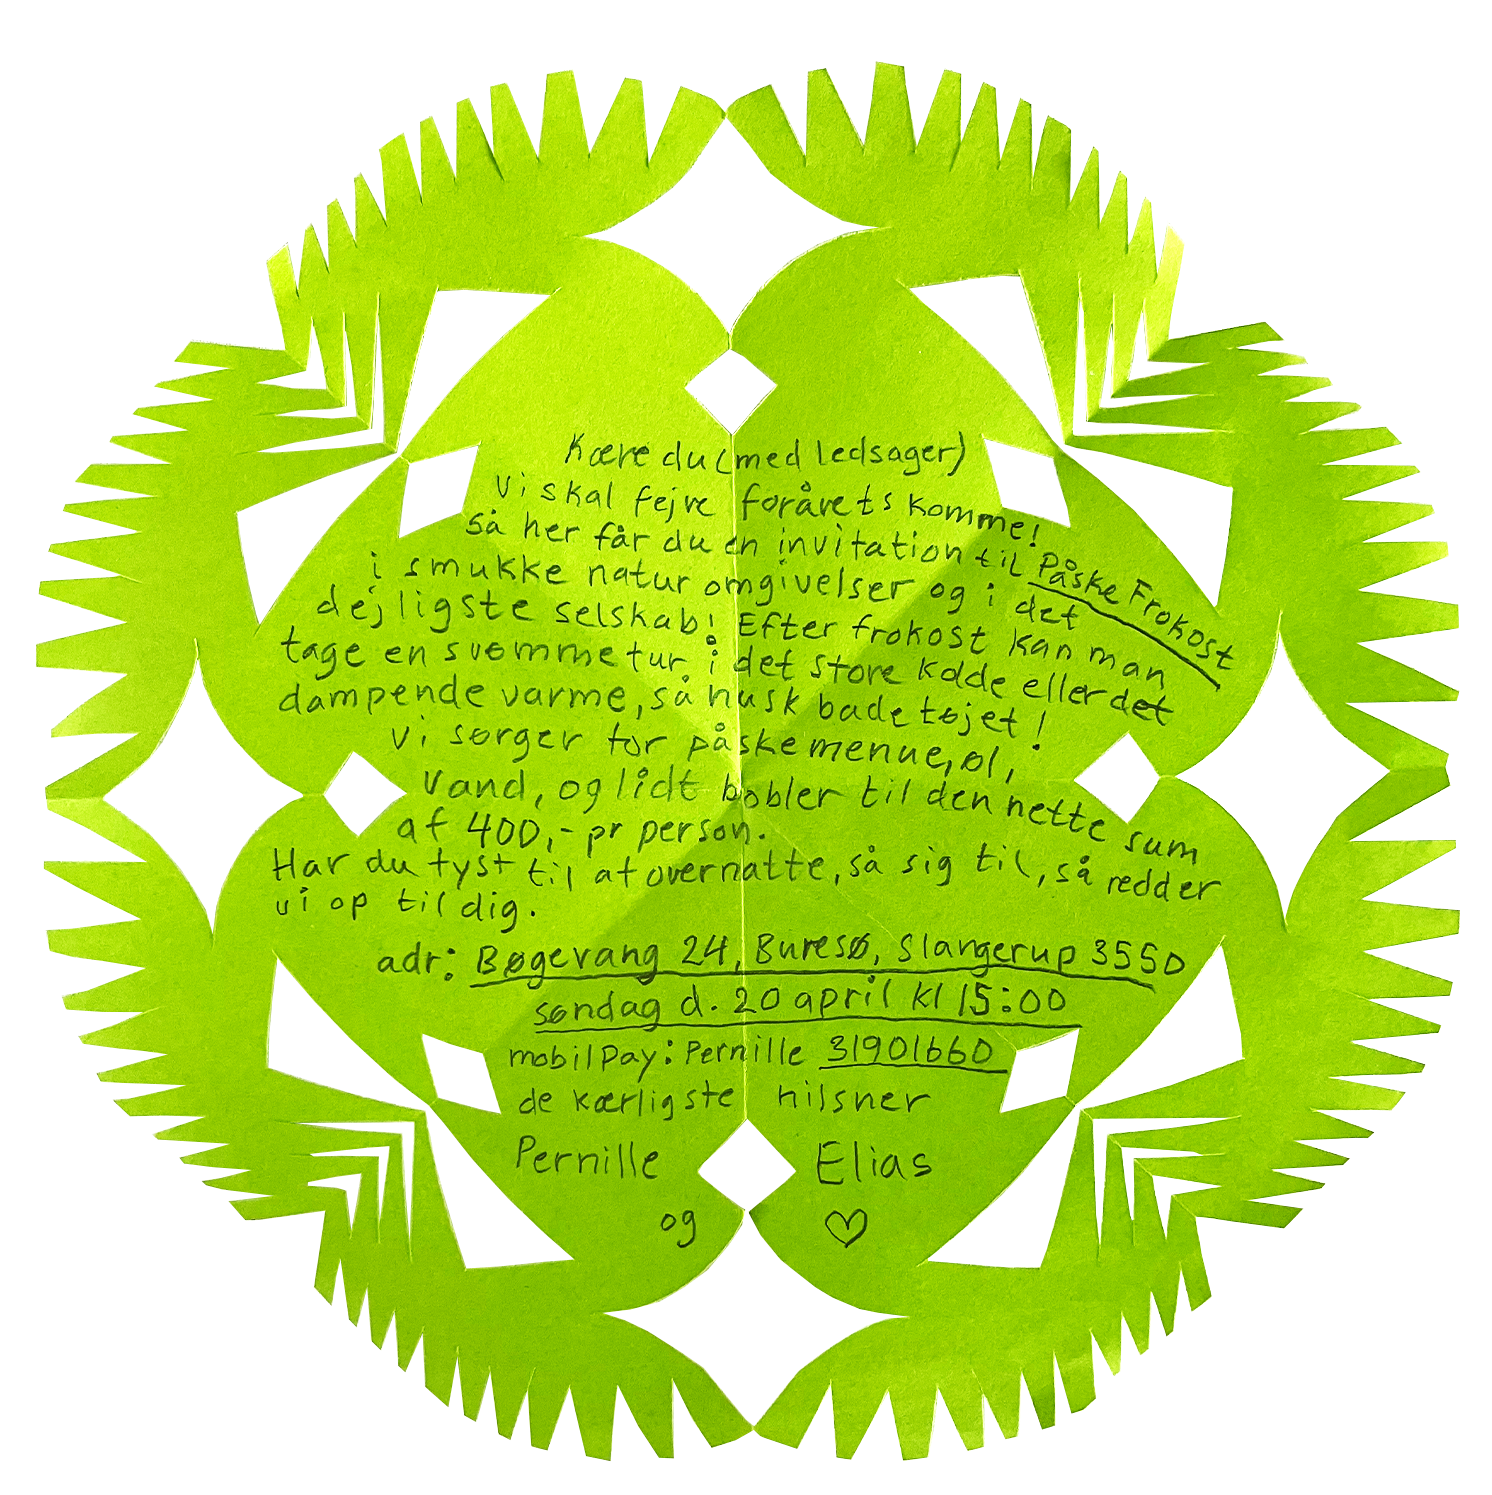 Kære du (med ledsager)
Vi skal fejre forårets komme!
Så her får du en invitation til Påske Frokost
i smukke natur omgivelser og i det
dejligste selskab! Efter frokost kan man
tage en svømmetur i det store kolde eller det
dampende varme, så husk badetøjet!
Vi sørger for påskemenue, øl,
Vand, og lidt bobler til den nette sum
af 400,- pr person.
Har du lyst til at overnatte, så sig til, så redder
vi op til dig.
adr: Bøgevang 24, Buresø, Slangerup 3550
søndag d. 20 april kl 15:00
mobilPay: Pernille 31901660
de kærligste hilsner
Pernille Elias
og ♡